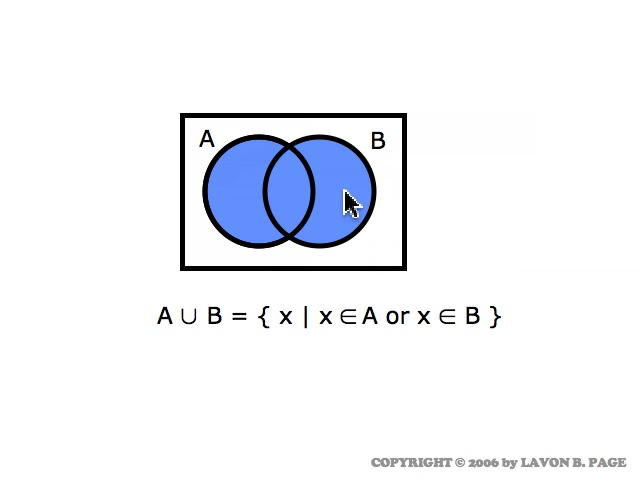 A
B
A ∪ B = { x | x ∈ A or x ∈ B }
COPYRIGHT © 2006 by LAVON B. PAGE